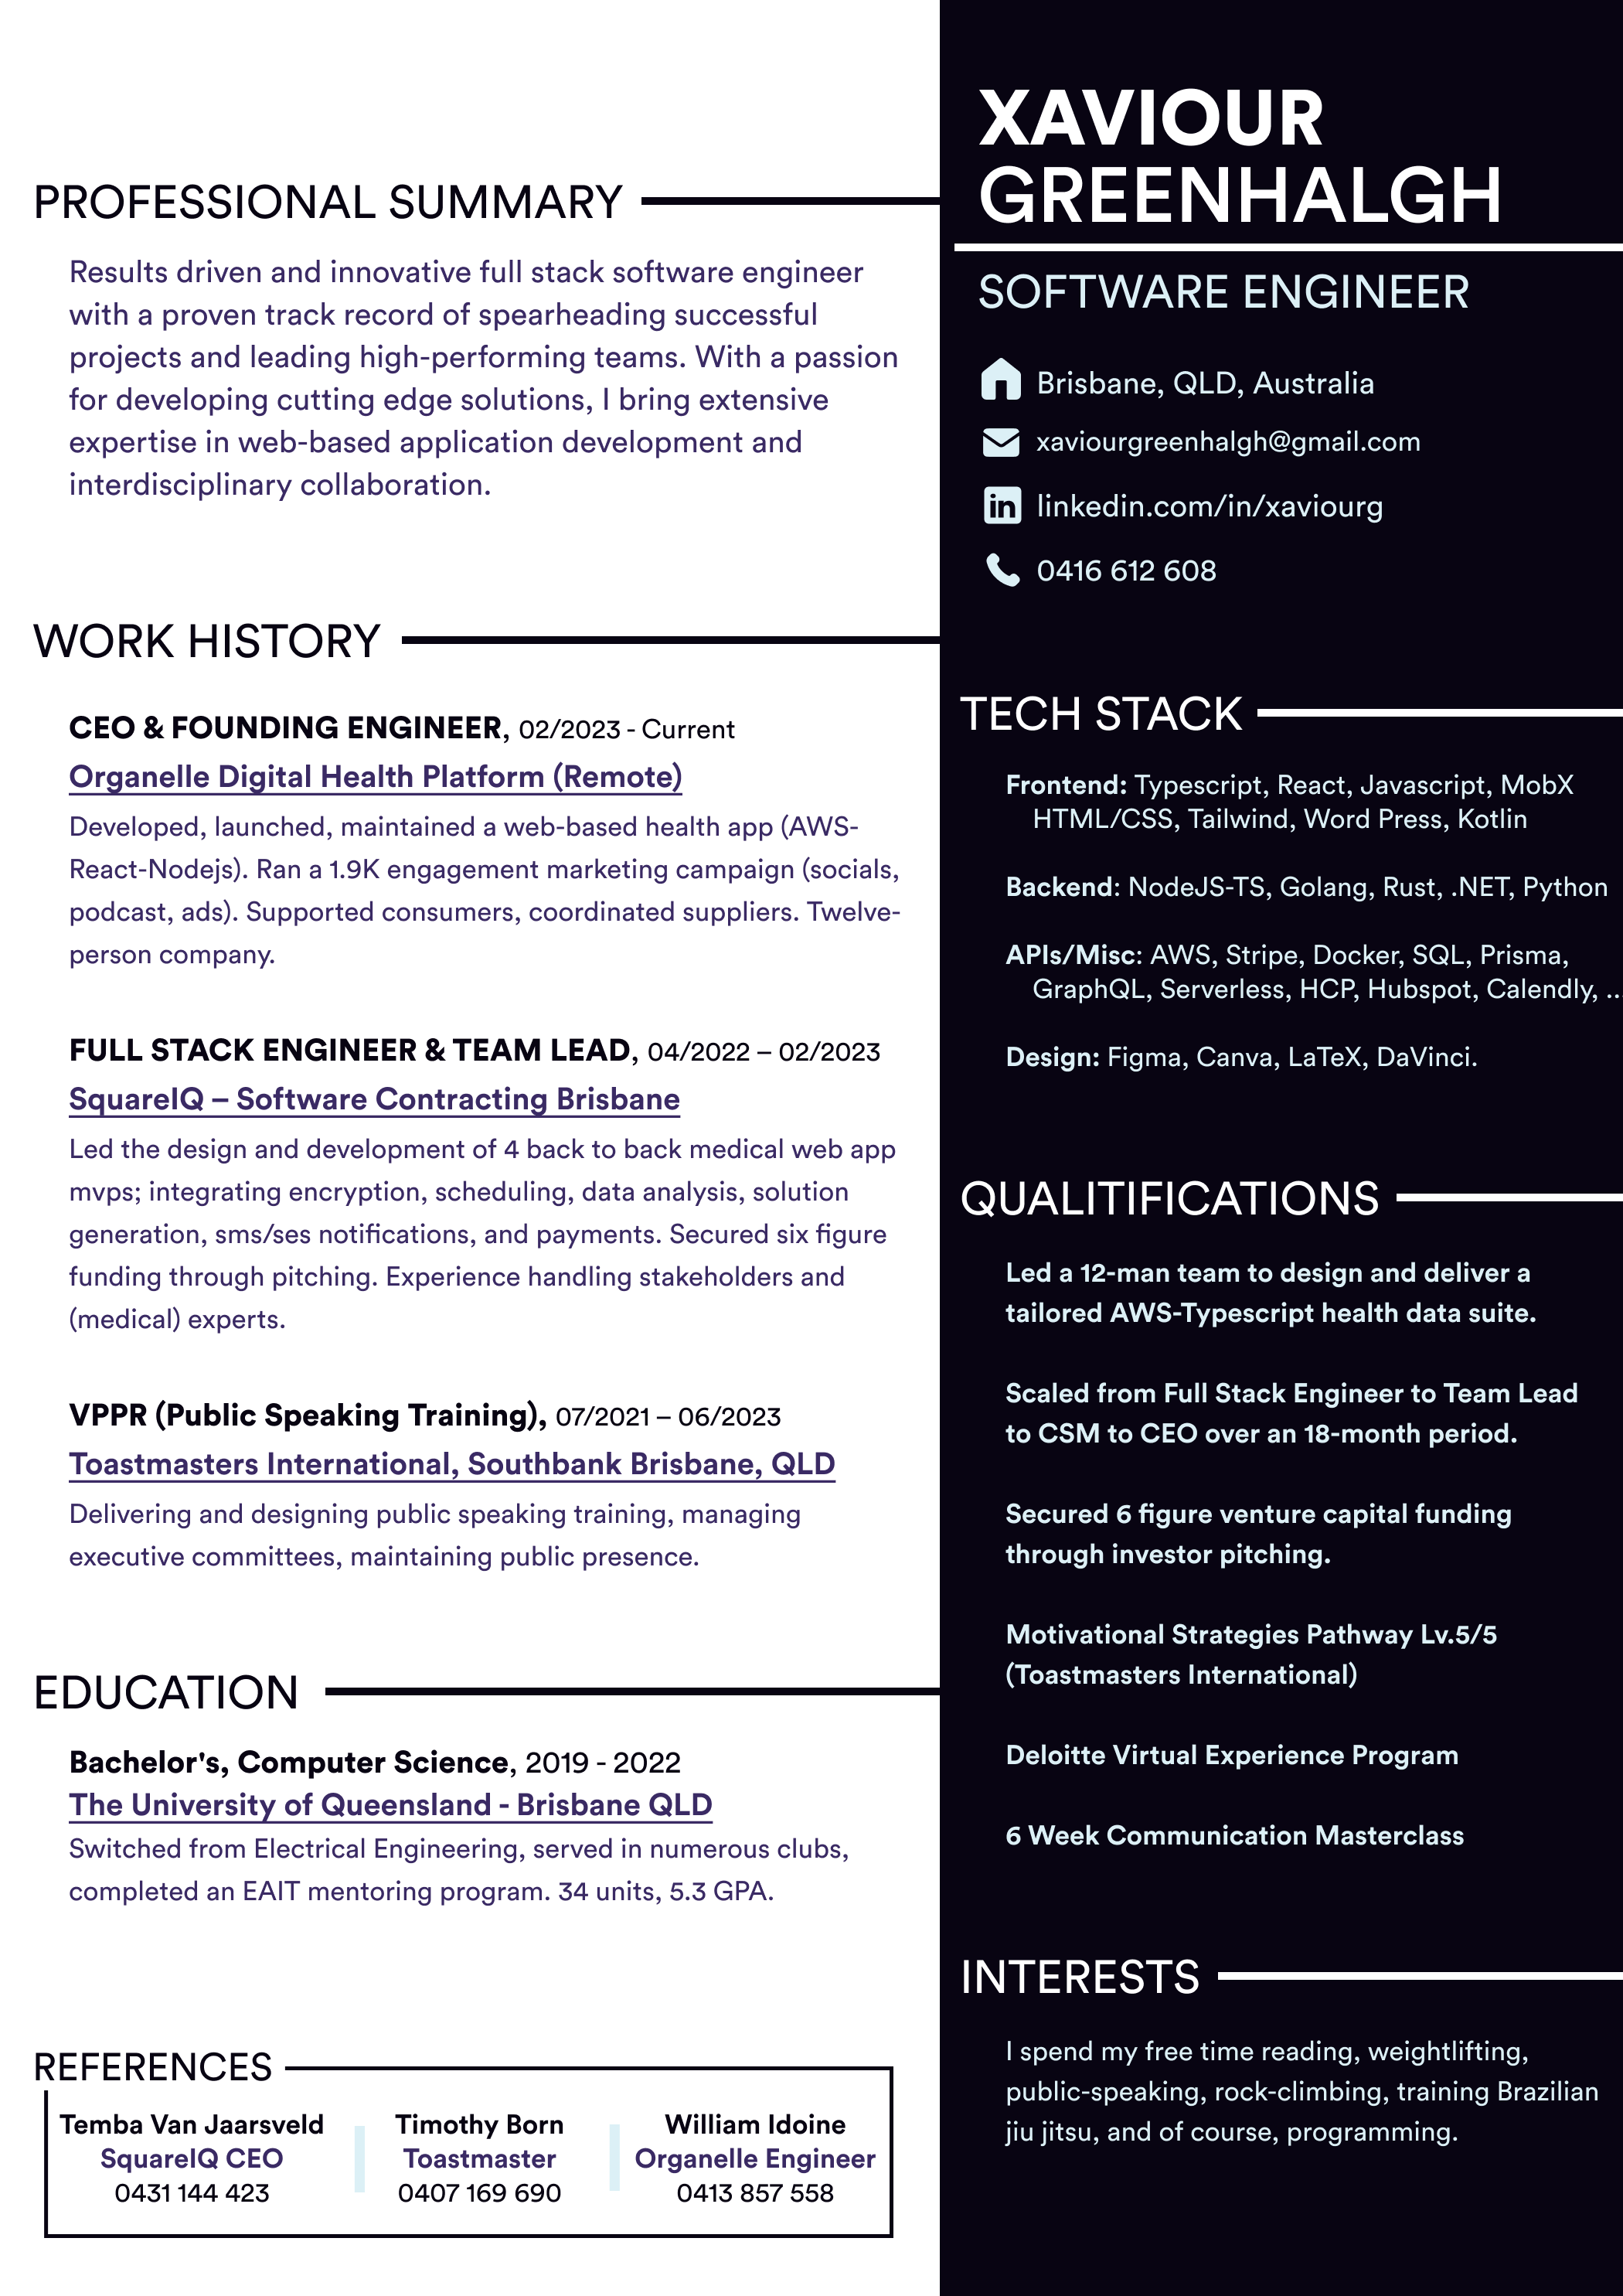 XAVIOUR
GREENHALGH
SOFTWARE ENGINEER
Brisbane, QLD, Australia
xaviourgreenhalgh@gmail.com
linkedin.com/in/xaviourg
0416 612 608
PROFESSIONAL SUMMARY
Results driven and innovative full stack software engineer
with a proven track record of spearheading successful
projects and leading high-performing teams. With a passion
for developing cutting edge solutions, I bring extensive
expertise in web-based application development and
interdisciplinary collaboration.
WORK HISTORY
CEO & FOUNDING ENGINEER, 02/2023 - Current
Organelle Digital Health Platform (Remote)
Developed, launched, maintained a web-based health app (AWS-
React-Nodejs). Ran a 1.9K engagement marketing campaign (socials,
podcast, ads). Supported consumers, coordinated suppliers. Twelve-
person company.
FULL STACK ENGINEER & TEAM LEAD, 04/2022 – 02/2023
SquareIQ – Software Contracting Brisbane
Led the design and development of 4 back to back medical web app
mvps; integrating encryption, scheduling, data analysis, solution
generation, sms/ses notifications, and payments. Secured six figure
funding through pitching. Experience handling stakeholders and
(medical) experts.
VPPR (Public Speaking Training), 07/2021 – 06/2023
Toastmasters International, Southbank Brisbane, QLD
Delivering and designing public speaking training, managing
executive committees, maintaining public presence.
EDUCATION
Bachelor's, Computer Science, 2019 - 2022
The University of Queensland - Brisbane QLD
Switched from Electrical Engineering, served in numerous clubs,
completed an EAIT mentoring program. 34 units, 5.3 GPA.
REFERENCES
Temba Van Jaarsveld
SquareIQ CEO
0431 144 423
Timothy Born
Toastmaster
0407 169 690
William Idoine
Organelle Engineer
0413 857 558
TECH STACK
Frontend: Typescript, React, Javascript, MobX
HTML/CSS, Tailwind, Word Press, Kotlin
Backend: NodeJS-TS, Golang, Rust, .NET, Python
APIs/Misc: AWS, Stripe, Docker, SQL, Prisma,
GraphQL, Serverless, HCP, Hubspot, Calendly, ...
Design: Figma, Canva, LaTeX, DaVinci.
QUALITIFICATIONS
Led a 12-man team to design and deliver a
tailored AWS-Typescript health data suite.
Scaled from Full Stack Engineer to Team Lead
to CSM to CEO over an 18-month period.
Secured 6 figure venture capital funding
through investor pitching.
Motivational Strategies Pathway Lv.5/5
(Toastmasters International)
Deloitte Virtual Experience Program
6 Week Communication Masterclass
INTERESTS
I spend my free time reading, weightlifting,
public-speaking, rock-climbing, training Brazilian
jiu jitsu, and of course, programming.